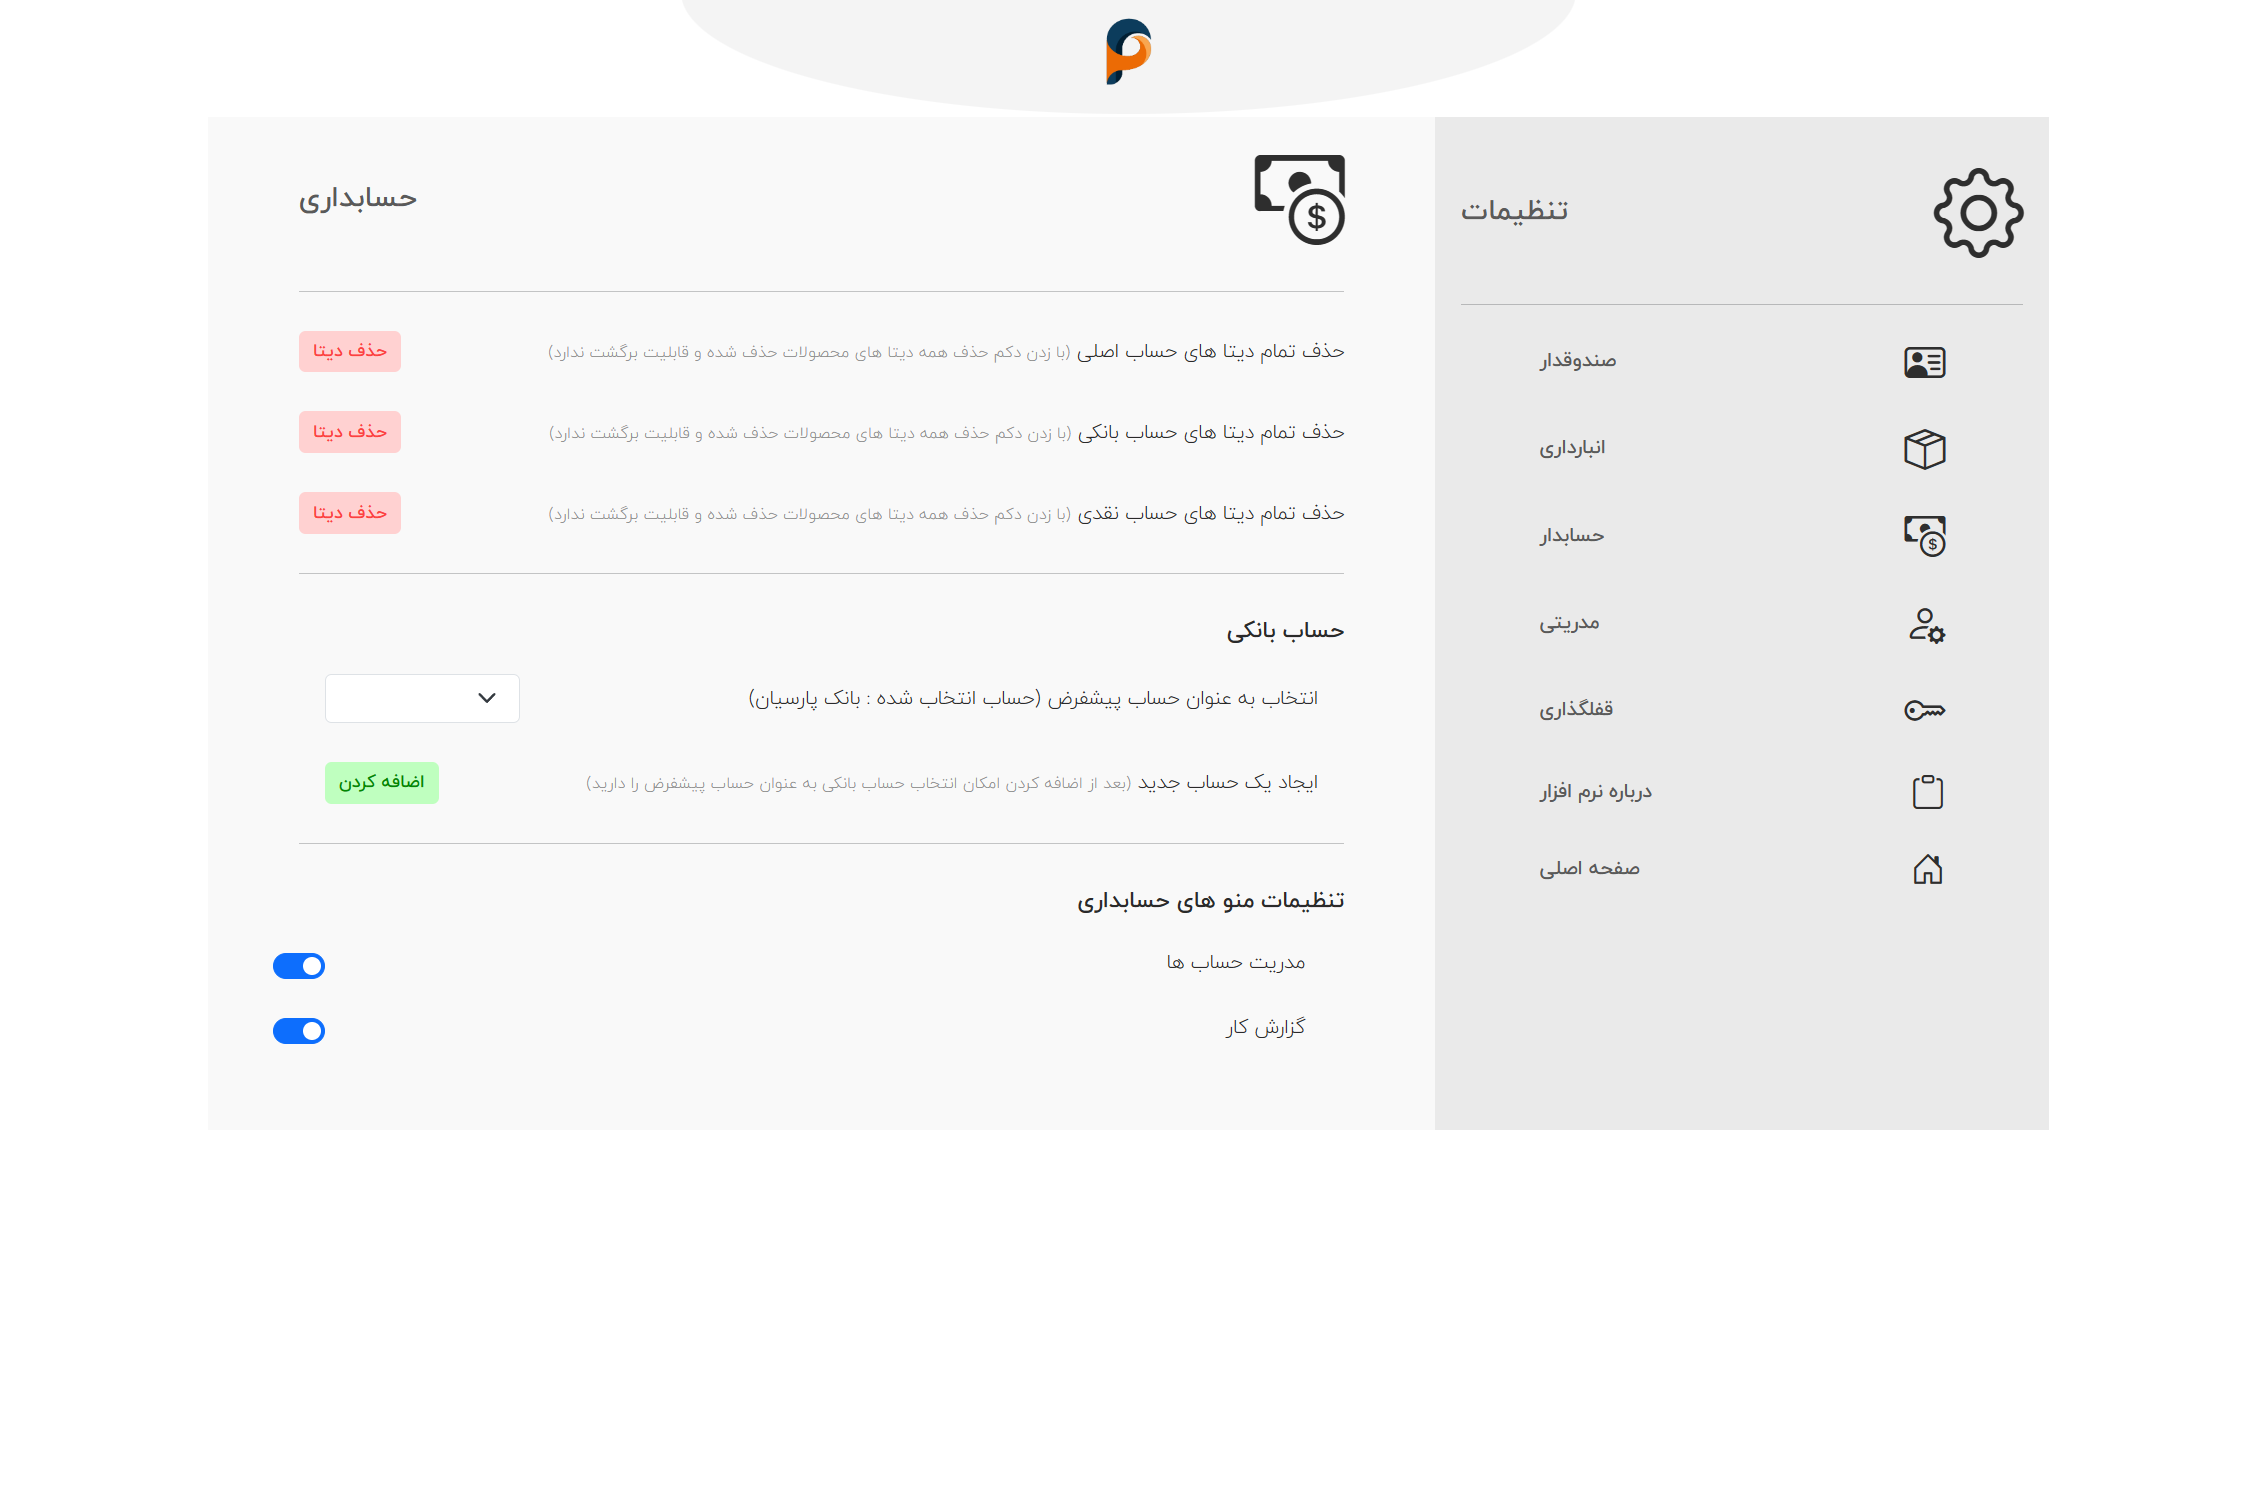 تنظیمات
صندوقدار
انبارداری
حسابدار
مدریتی
قفلگذاری
درباره نرم افزار
صفحه اصلی
حسابداری
حذف تمام دیتا های حساب اصلی (با زدن دکم حذف همه دیتا های محصولات حذف شده و قابلیت برگشت ندارد) حذف دیتا
حذف تمام دیتا های حساب بانکی (با زدن دکم حذف همه دیتا های محصولات حذف شده و قابلیت برگشت ندارد) حذف دیتا
حذف تمام دیتا های حساب نقدی (با زدن دکم حذف همه دیتا های محصولات حذف شده و قابلیت برگشت ندارد) حذف دیتا
حساب بانکی
انتخاب به عنوان حساب پیشفرض (حساب انتخاب شده : بانک پارسیان)
ایجاد یک حساب جدید (بعد از اضافه کردن امکان انتخاب حساب بانکی به عنوان حساب پیشفرض را دارید) اضافه کردن
تنظیمات منو های حسابداری
مدریت حساب ها
گزارش کار